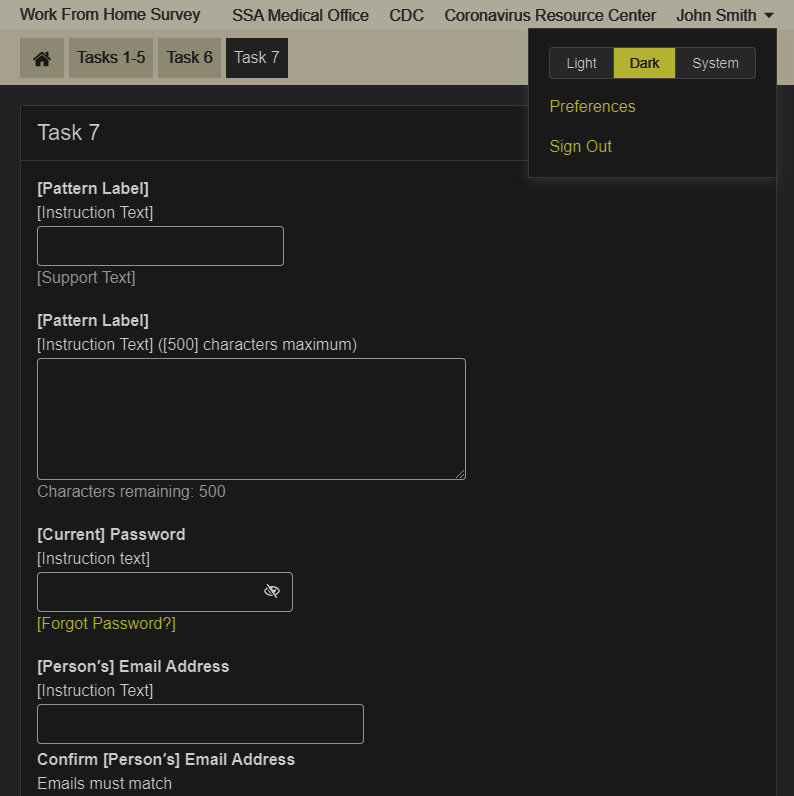 Work From Home Survey SSA Medical Office CDC Coronavirus Resource Center John Smith
Tasks 1-5 Task 6 Task 7
Light Dark System
Preferences
Sign Out
Task 7
[Pattern Label]
[Instruction Text]
[Support Text]
[Pattern Label]
[Instruction Text] ([500] characters maximum)
Characters remaining: 500
[Current] Password
[Instruction text]
[Forgot Password?]
[Person's] Email Address
[Instruction Text]
Confirm [Person's] Email Address
Emails must match